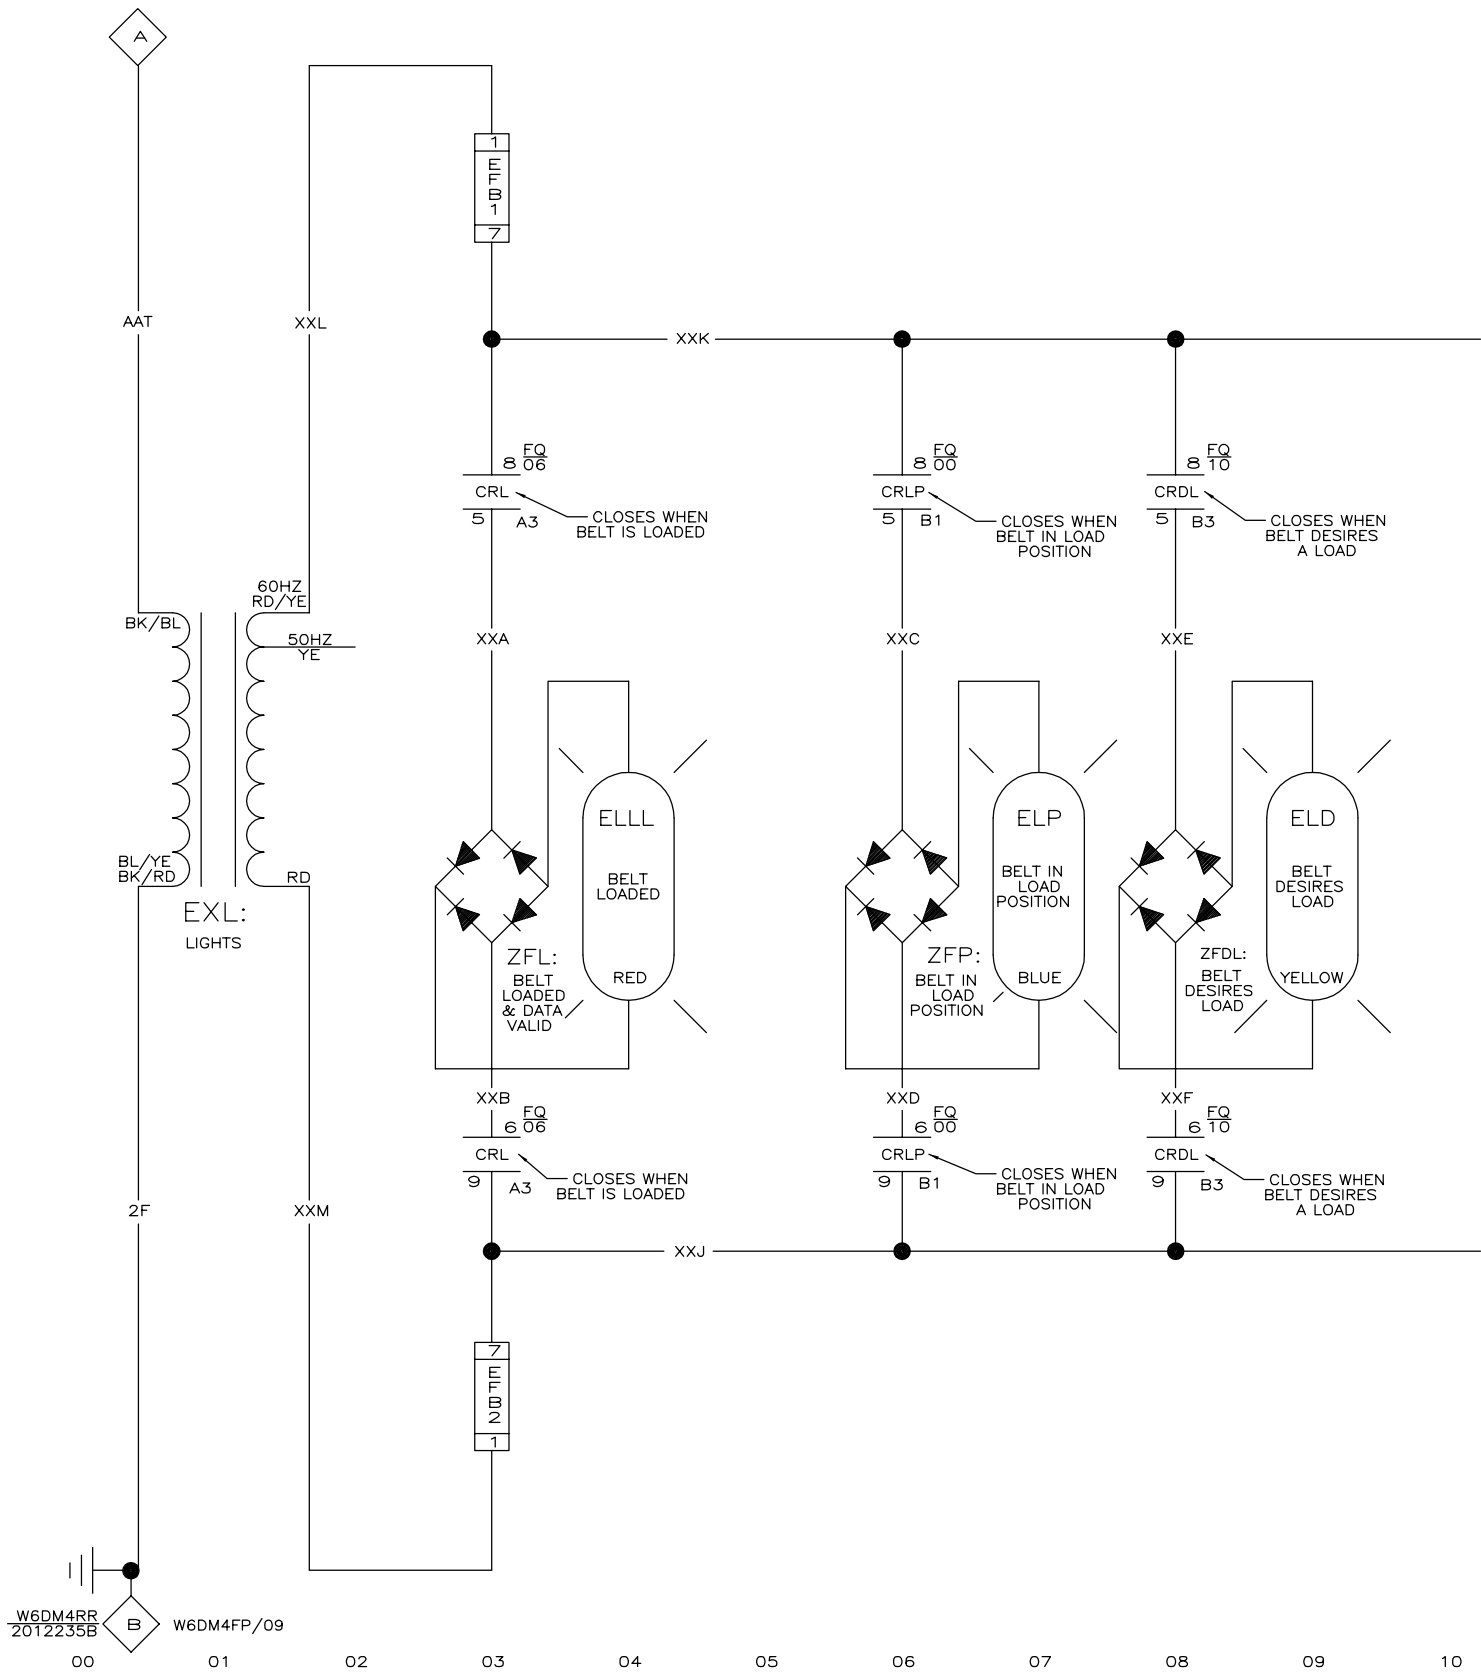 A
1
E
F
B
1
7
AAT
XXL
XXK
8 FQ
06
CRL
5 A3
CLOSES WHEN
BELT IS LOADED
8 FQ
00
CRLP
5 B1
CLOSES WHEN
BELT IN LOAD
POSITION
8 FQ
10
CRDL
5 B3
CLOSES WHEN
BELT DESIRES
A LOAD
60HZ
RD/YE
BK/BL
50HZ
YE
XXA
XXC
XXE
BL/YE
BK/RD
RD
EXL:
LIGHTS
ELLL
BELT
LOADED
RED
ZFL:
BELT
LOADED
& DATA
VALID
ELP
BELT IN
LOAD
POSITION
BLUE
ZFP:
BELT IN
LOAD
POSITION
ELD
BELT
DESIRES
LOAD
YELLOW
ZFDL:
BELT
DESIRES
LOAD
XXB
6 FQ
06
CRL
9 A3
CLOSES WHEN
BELT IS LOADED
XXD
6 FQ
00
CRLP
9 B1
CLOSES WHEN
BELT IN LOAD
POSITION
XXF
6 FQ
10
CRDL
9 B3
CLOSES WHEN
BELT DESIRES
A LOAD
2F
XXM
XXJ
7
E
F
B
2
1
W6DM4RR
2012235B
B
W6DM4FP/09
00 01 02 03 04 05 06 07 08 09 10